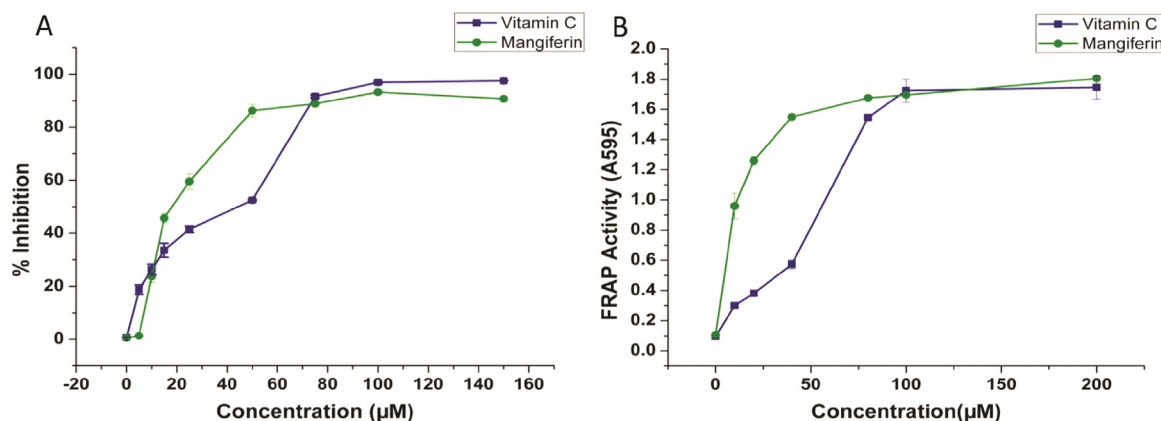 A
Vitamin C
Mangiferin
% Inhibition
100
80
60
40
20
0
-20 0 20 40 60 80 100 120 140 160
Concentration (µM)
B
Vitamin C
Mangiferin
FRAP Activity (A595)
2.0
1.8
1.6
1.4
1.2
1.0
0.8
0.6
0.4
0.2
0.0
0 50 100 150 200
Concentration(µM)